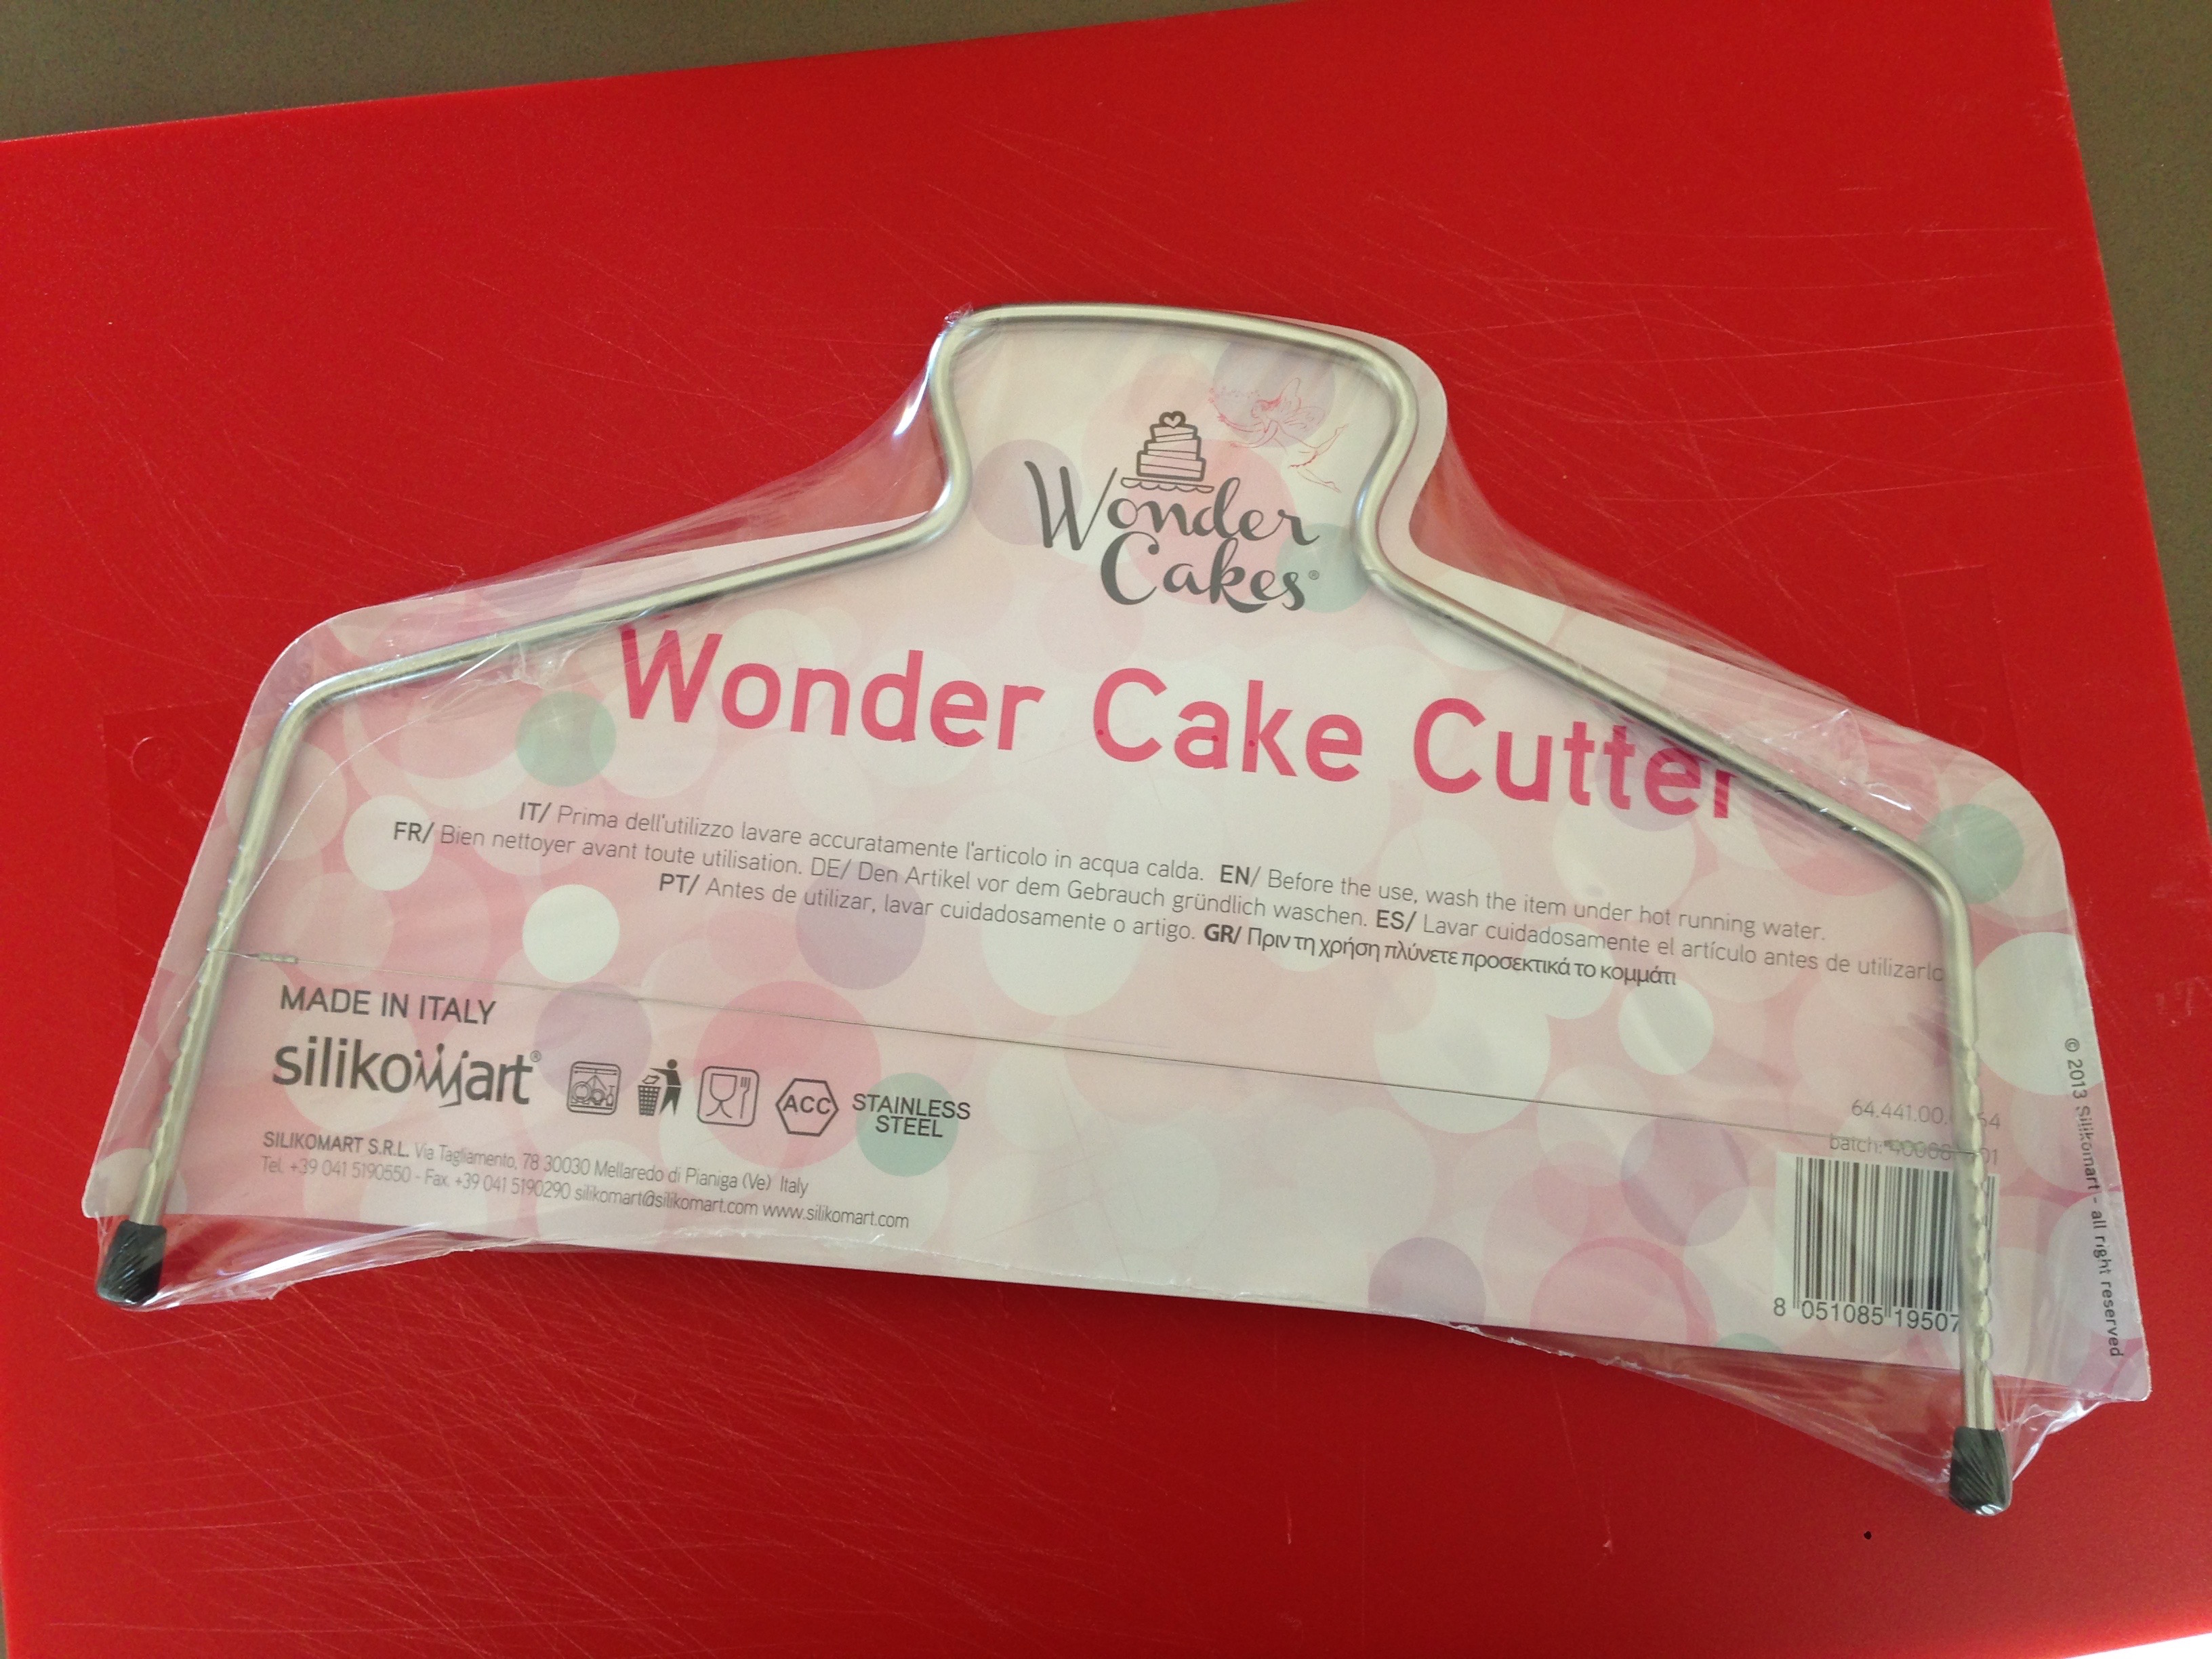 Wonder
Cakes®
Wonder Cake Cutter
IT/ Prima dell'utilizzo lavare accuratamente l'articolo in acqua calda. EN/ Before the use, wash the item under hot running water.
FR/ Bien nettoyer avant toute utilisation. DE/ Den Artikel vor dem Gebrauch gründlich waschen. ES/ Lavar cuidadosamente el artículo antes de utilizarlo
PT/ Antes de utilizar, lavar cuidadosamente o artigo. GR/ Πριν τη χρήση πλύνετε προσεκτικά το κομμάτι
MADE IN ITALY
silikomart®
ACC
STAINLESS
STEEL
SILIKOMART S.R.L. Via Tagliamento, 78 30030 Mellaredo di Pianiga (Ve) Italy
Tel. +39 041 5190550 - Fax. +39 041 5190290 silikomart@silikomart.com www.silikomart.com
64.441.00.
batch:
8 051085 19507
© 2013 Silikomart - all right reserved